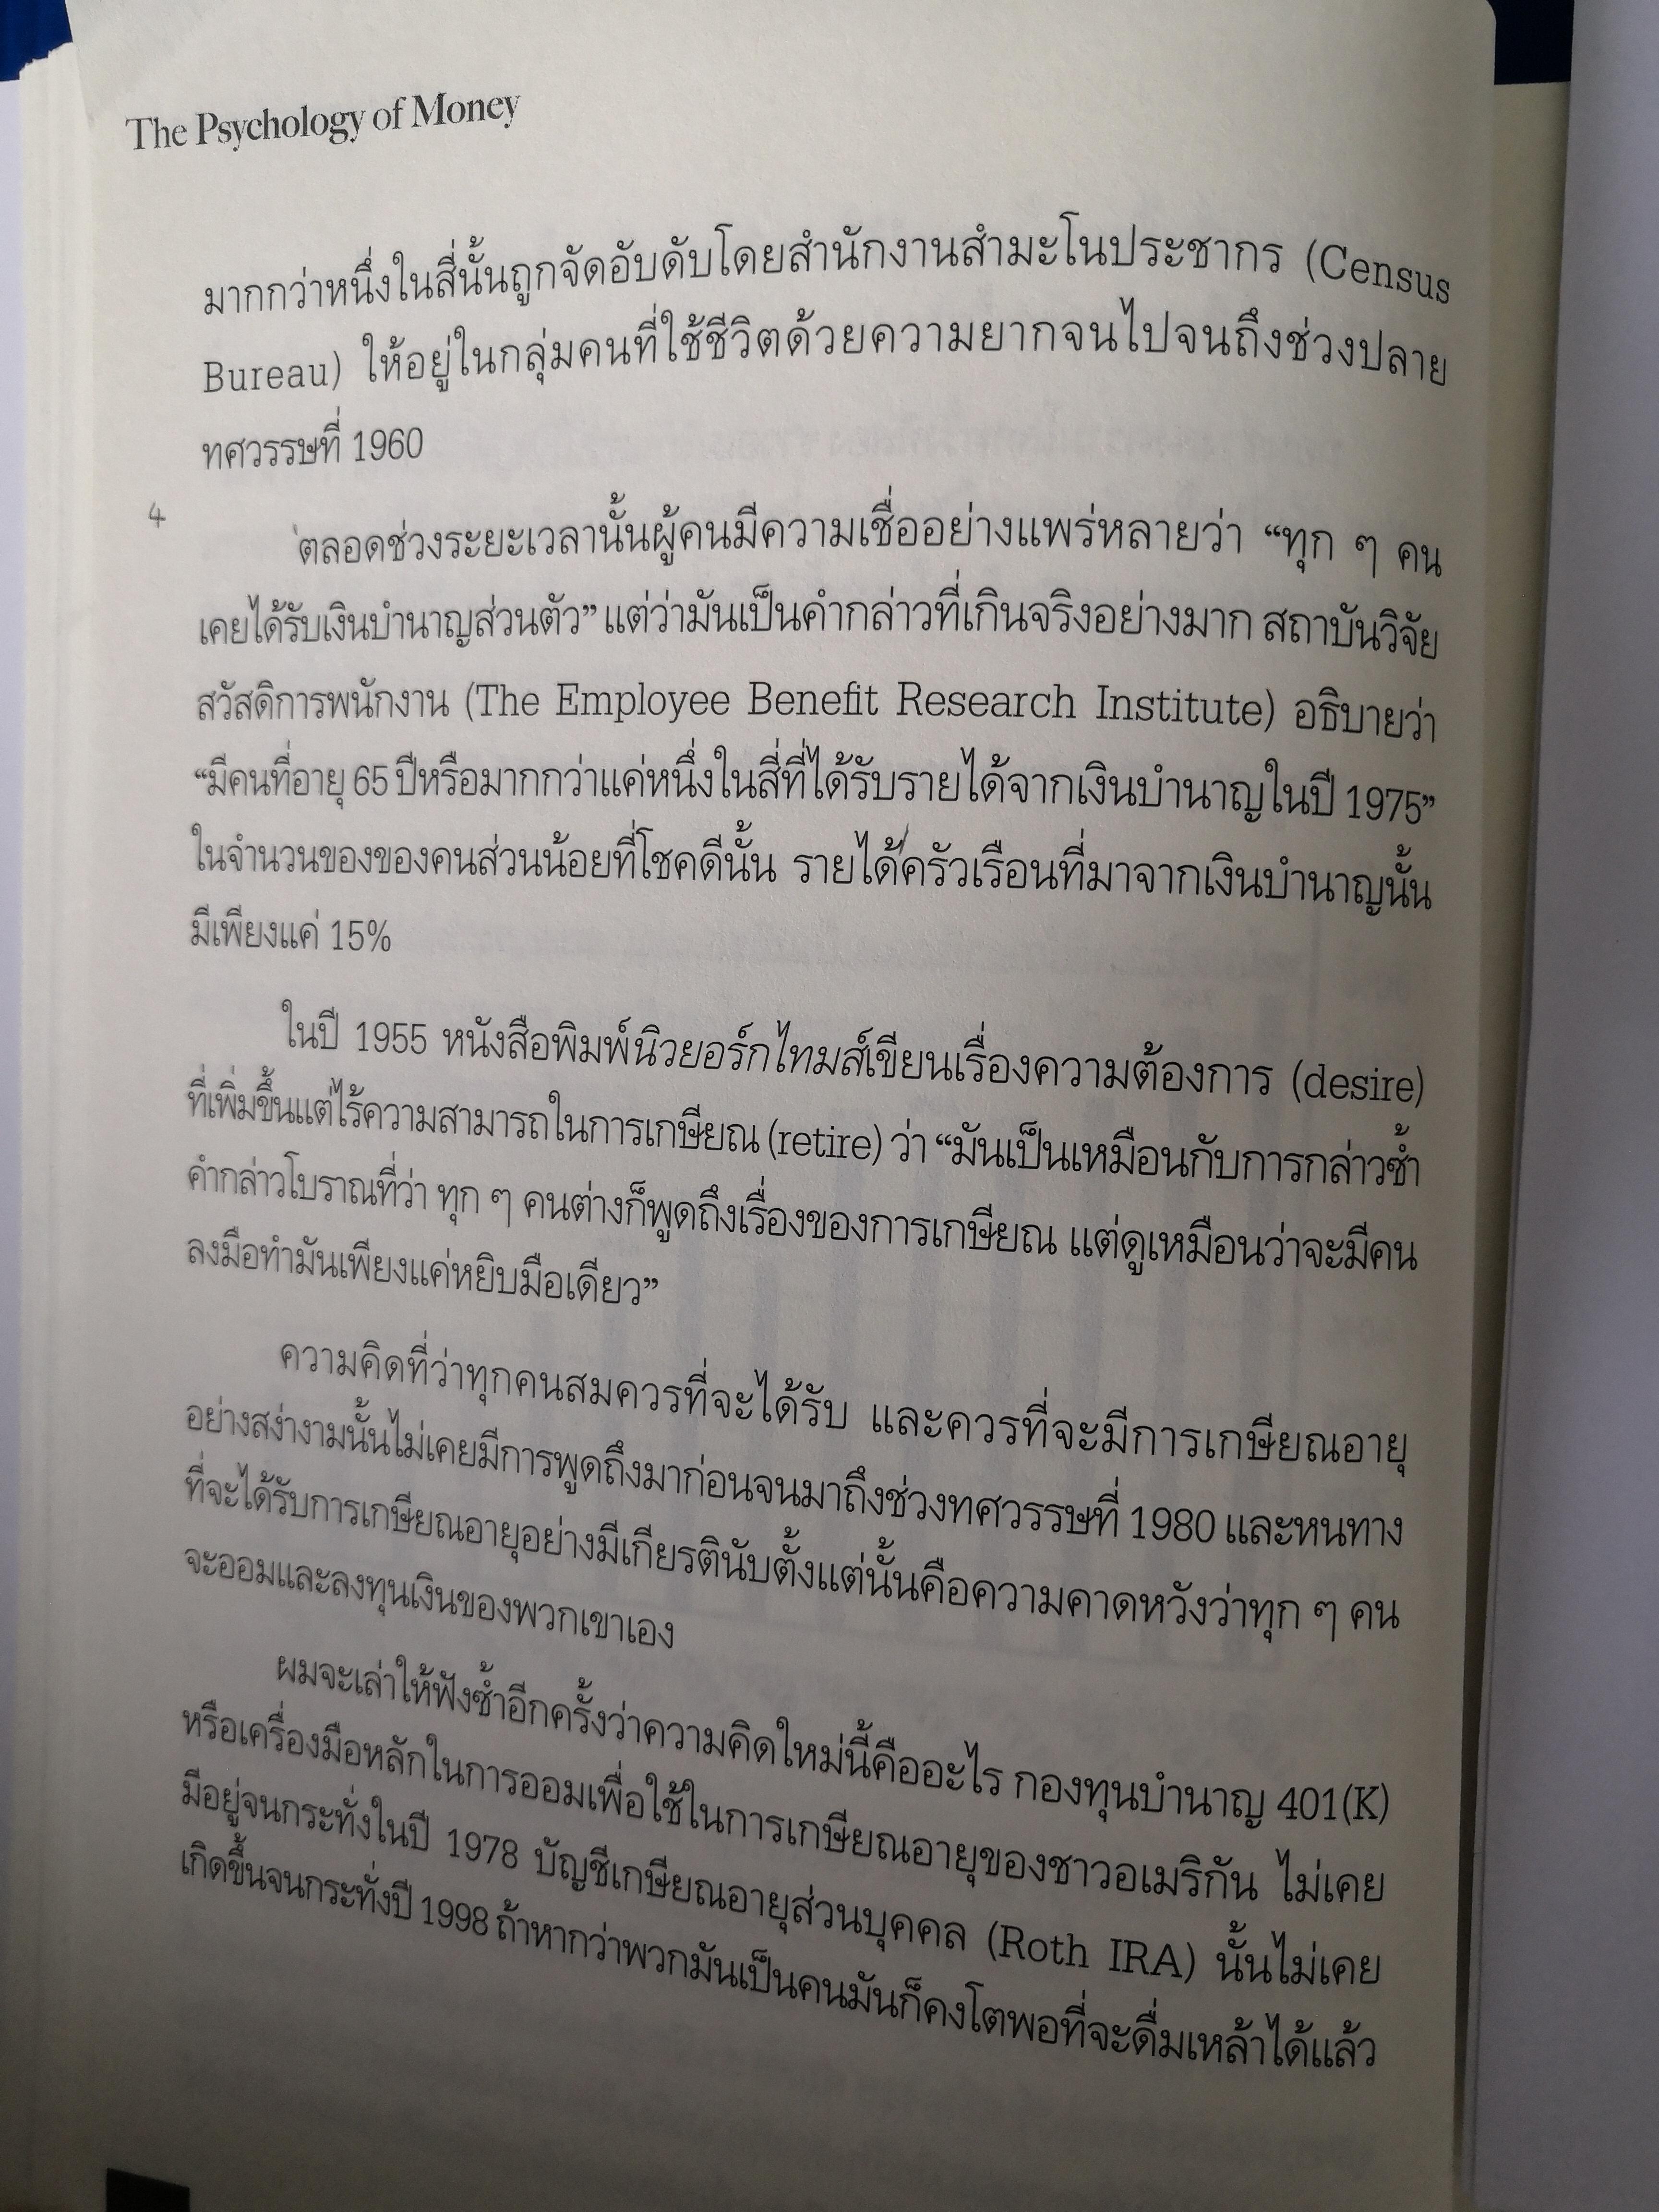 The Psychology of Money
มากกว่าหนึ่งในสี่นั้นถูกจัดอับดับโดยสำนักงานสำมะโนประชากร (Census
Bureau) ให้อยู่ในกลุ่มคนที่ใช้ชีวิตด้วยความยากจนไปจนถึงช่วงปลาย
ทศวรรษที่ 1960
4
ตลอดช่วงระยะเวลานั้นผู้คนมีความเชื่ออย่างแพร่หลายว่า “ทุก ๆ คน
เคยได้รับเงินบำนาญส่วนตัว” แต่ว่ามันเป็นคำกล่าวที่เกินจริงอย่างมาก สถาบันวิจัย
สวัสดิการพนักงาน (The Employee Benefit Research Institute) อธิบายว่า
“มีคนที่อายุ 65 ปีหรือมากกว่าแค่หนึ่งในสี่ที่ได้รับรายได้จากเงินบำนาญในปี 1975”
ในจำนวนของของคนส่วนน้อยที่โชคดีนั้น รายได้ครัวเรือนที่มาจากเงินบำนาญนั้น
มีเพียงแค่ 15%
ในปี 1955 หนังสือพิมพ์นิวยอร์กไทมส์เขียนเรื่องความต้องการ (desire)
ที่เพิ่มขึ้นแต่ไร้ความสามารถในการเกษียณ (retire) ว่า “มันเป็นเหมือนกับการกล่าวซ้ำ
คำกล่าวโบราณที่ว่า ทุก ๆ คนต่างก็พูดถึงเรื่องของการเกษียณ แต่ดูเหมือนว่าจะมีคน
ลงมือทำมันเพียงแค่หยิบมือเดียว”
ความคิดที่ว่าทุกคนสมควรที่จะได้รับ และควรที่จะมีการเกษียณอายุ
อย่างสง่างามนั้นไม่เคยมีการพูดถึงมาก่อนจนมาถึงช่วงทศวรรษที่ 1980 และหนทาง
ที่จะได้รับการเกษียณอายุอย่างมีเกียรตินับตั้งแต่นั้นคือความคาดหวังว่าทุก ๆ คน
จะออมและลงทุนเงินของพวกเขาเอง
ผมจะเล่าให้ฟังซ้ำอีกครั้งว่าความคิดใหม่นี้คืออะไร กองทุนบำนาญ 401(K)
หรือเครื่องมือหลักในการออมเพื่อใช้ในการเกษียณอายุของชาวอเมริกัน ไม่เคย
มีอยู่จนกระทั่งในปี 1978 บัญชีเกษียณอายุส่วนบุคคล (Roth IRA) นั้นไม่เคย
เกิดขึ้นจนกระทั่งปี 1998 ถ้าหากว่าพวกมันเป็นคนมันก็คงโตพอที่จะดื่มเหล้าได้แล้ว